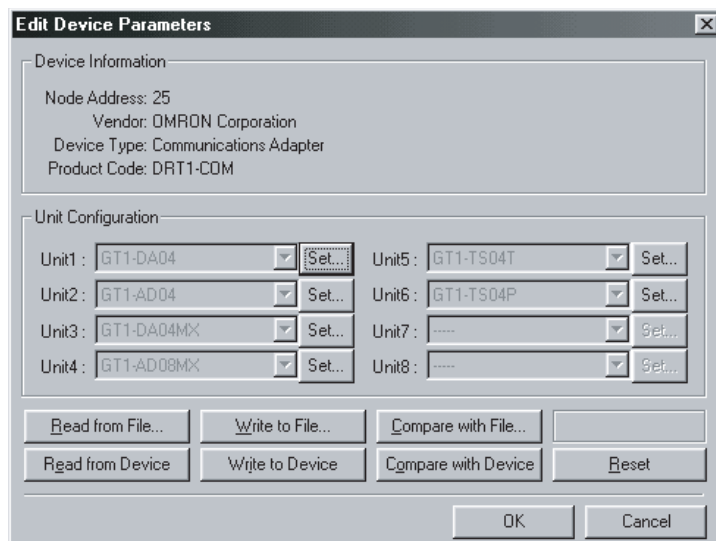 Edit Device Parameters
Device Information
Node Address: 25
Vendor: OMRON Corporation
Device Type: Communications Adapter
Product Code: DRT1-COM
Unit Configuration
Unit1 : GT1-DA04 Set... Unit5 : GT1-TS04T Set...
Unit2 : GT1-AD04 Set... Unit6 : GT1-TS04P Set...
Unit3 : GT1-DA04MX Set... Unit7 : ----- Set...
Unit4 : GT1-AD08MX Set... Unit8 : ----- Set...
Read from File... Write to File... Compare with File...
Read from Device Write to Device Compare with Device Reset
OK Cancel